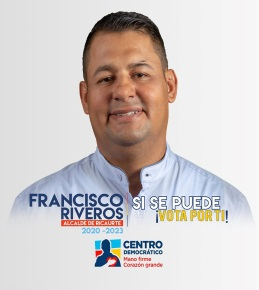 FRANCISCO
RIVEROS
ALCALDE DE RICAURTE
2020 -2023
SI SE PUEDE
¡VOTA POR TI!
CENTRO
DEMOCRÁTICO
Mano firme
Corazón grande